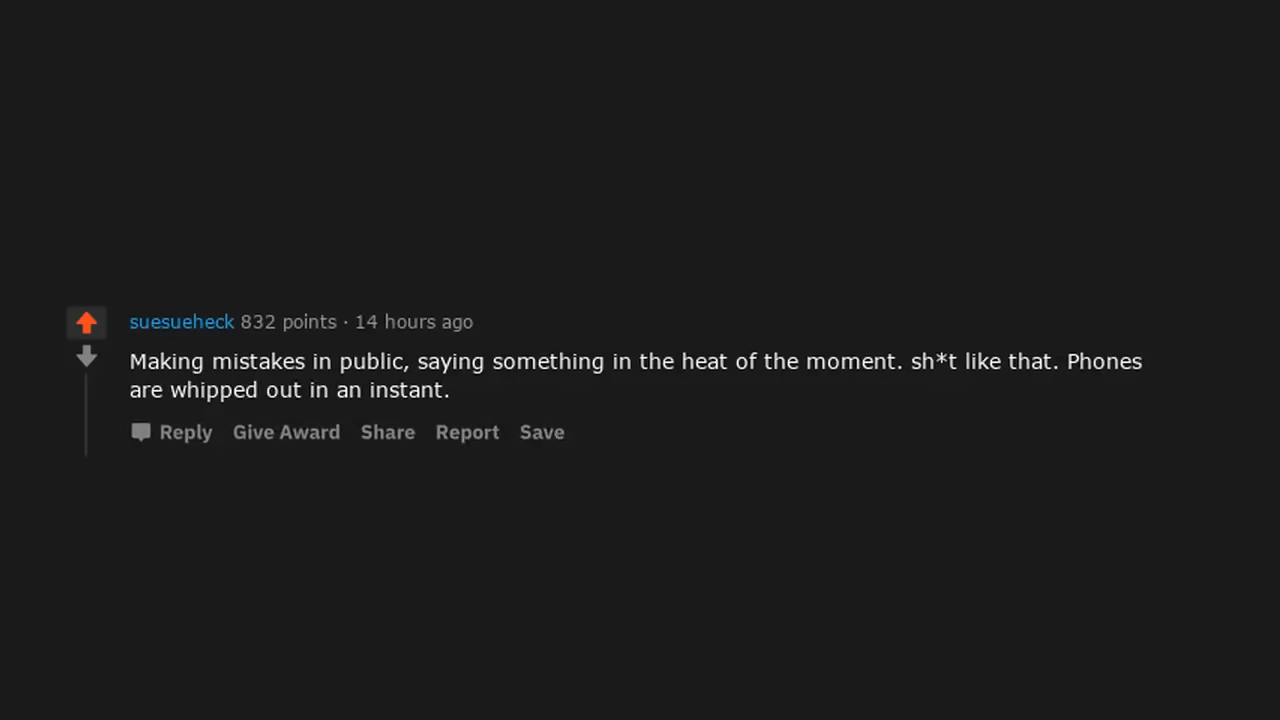 suesueheck 832 points · 14 hours ago
Making mistakes in public, saying something in the heat of the moment. sh*t like that. Phones
are whipped out in an instant.
Reply Give Award Share Report Save